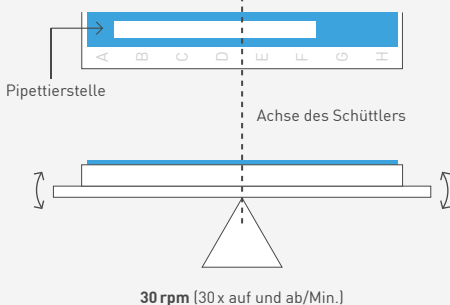 A B C D E F G H
Pipettierstelle
Achse des Schüttlers
30 rpm (30 x auf und ab/Min.)